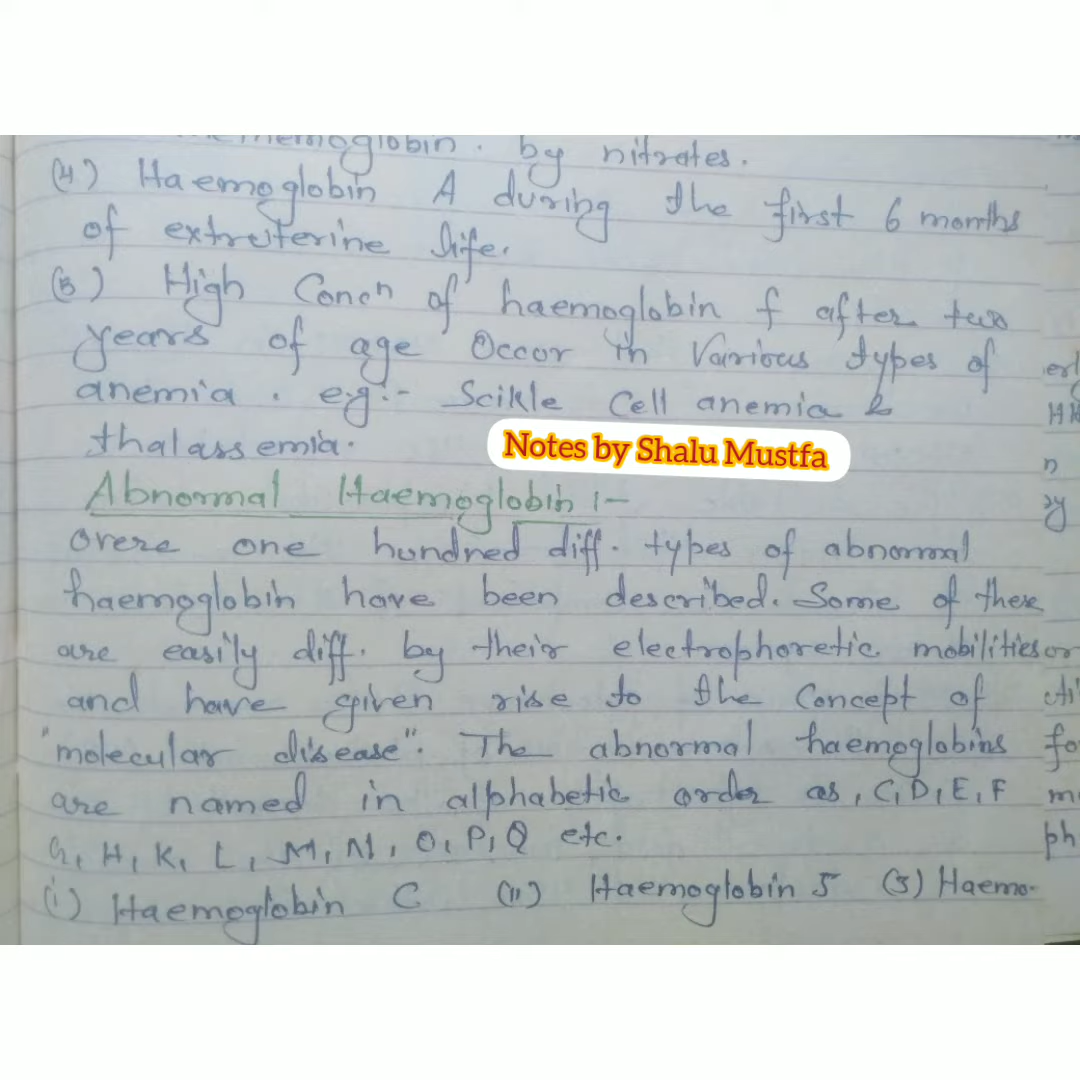 by nitrates.
(4) Haemoglobin A during the first 6 months
of extruterine life.
(5) High Concn of haemoglobin f after two
years of age Occur in Various types of
anemia. e.g:- Scikle Cell anemia &
thalassemia.
Notes by Shalu Mustfa
Abnormal Haemoglobin :-
overe one hundred diff. types of abnormal
haemoglobin have been described. Some of these
are easily diff. by their electrophoretic mobilities
and have given rise to the Concept of
"molecular disease". The abnormal haemoglobins
are named in alphabetic order as, C, D, E, F
G, H, K, L, M, N, O, P, Q etc.
(i) Haemoglobin C (ii) Haemoglobin S (3) Haemo-